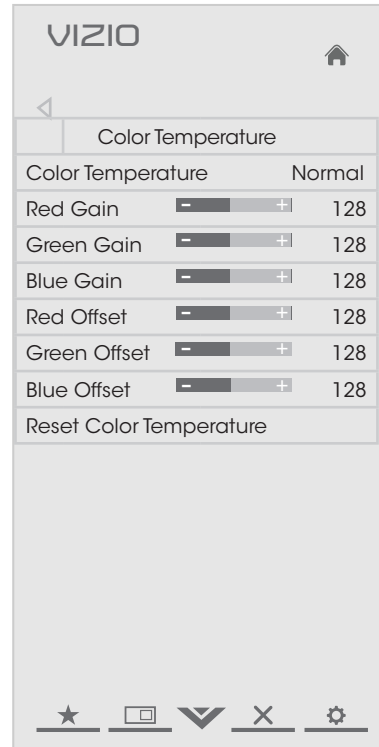 VIZIO
Color Temperature
Color Temperature Normal
Red Gain - + 128
Green Gain - + 128
Blue Gain - + 128
Red Offset - + 128
Green Offset - + 128
Blue Offset - + 128
Reset Color Temperature